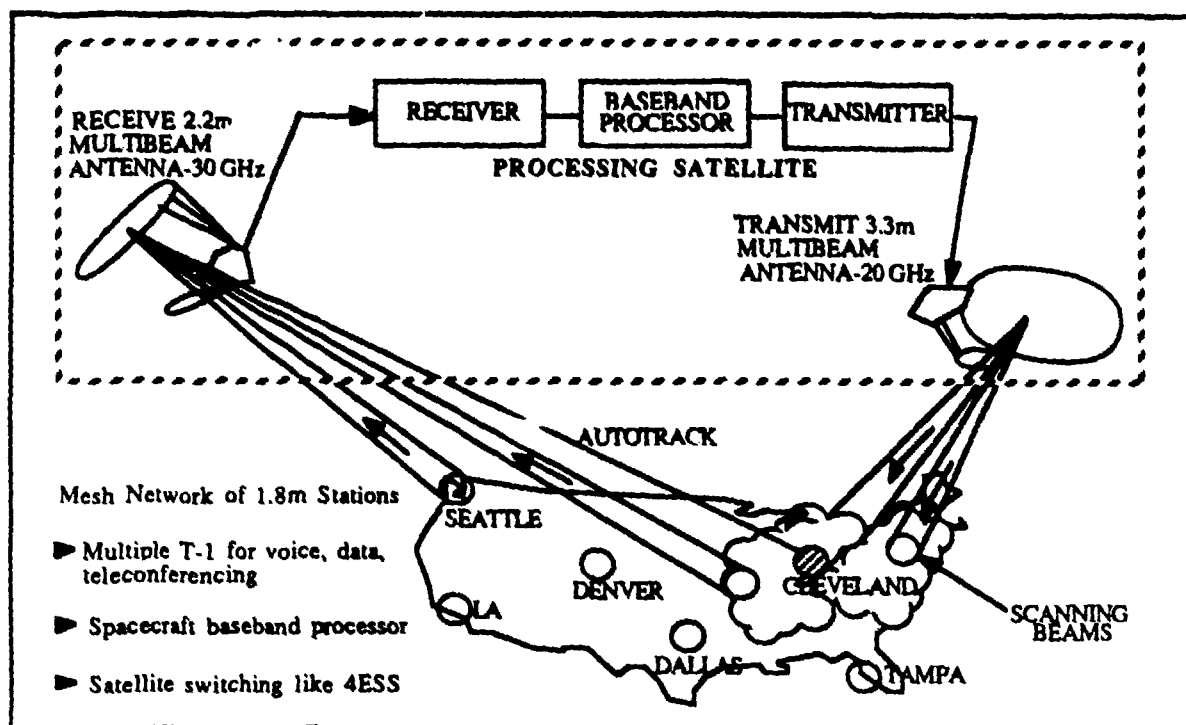 RECEIVE 2.2m
MULTIBEAM
ANTENNA-30 GHz
RECEIVER
BASEBAND
PROCESSOR
TRANSMITTER
PROCESSING SATELLITE
TRANSMIT 3.3m
MULTIBEAM
ANTENNA-20 GHz
AUTOTRACK
Mesh Network of 1.8m Stations
▶ Multiple T-1 for voice, data,
teleconferencing
▶ Spacecraft baseband processor
▶ Satellite switching like 4ESS
SEATTLE
DENVER
CLEVELAND
LA
DALLAS
TAMPA
SCANNING
BEAMS